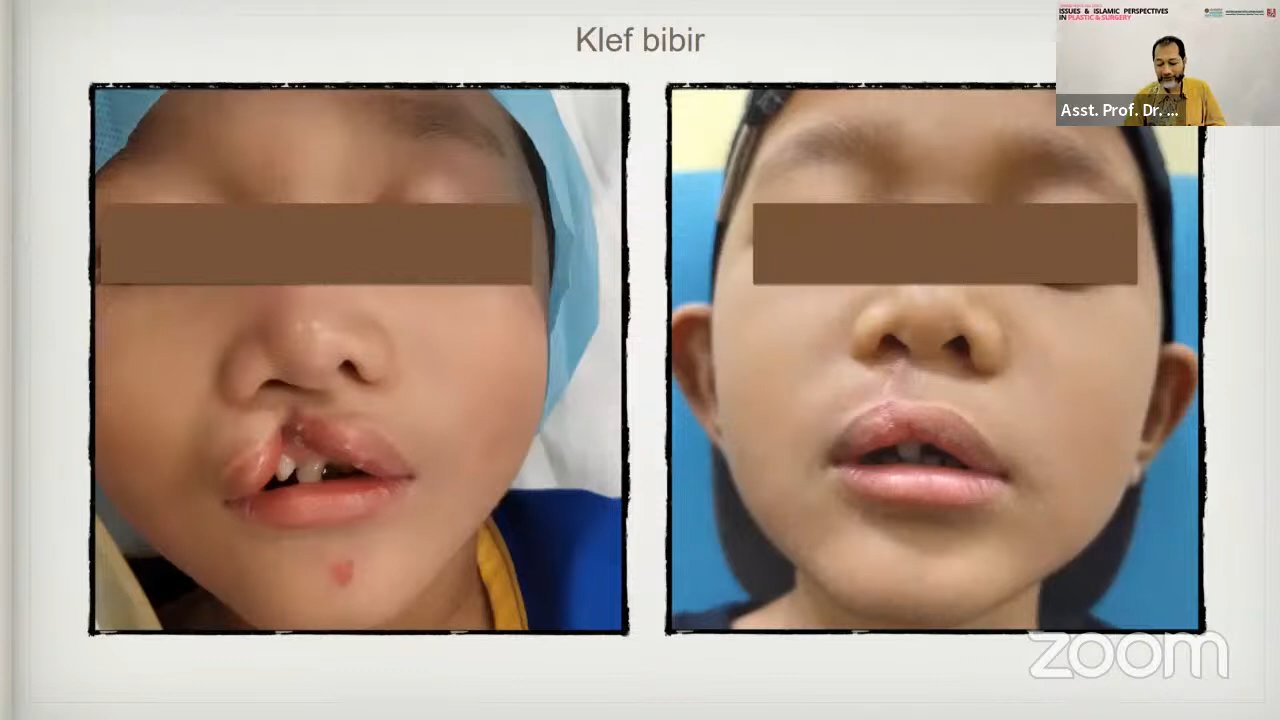 Klef bibir
ISSUES & ISLAMIC PERSPECTIVES
IN PLASTIC & SURGERY
Asst. Prof. Dr. ...
zoom